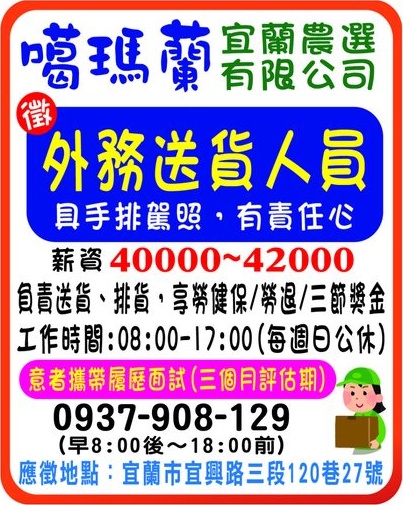 噶瑪蘭 宜蘭農選有限公司
徵
外務送貨人員
具手排駕照，有責任心
薪資40000~42000
負責送貨、排貨，享勞健保/勞退/三節獎金
工作時間:08:00-17:00(每週日公休)
意者攜帶履歷面試(三個月評估期)
0937-908-129
(早8:00後～18:00前)
應徵地點：宜蘭市宜興路三段120巷27號